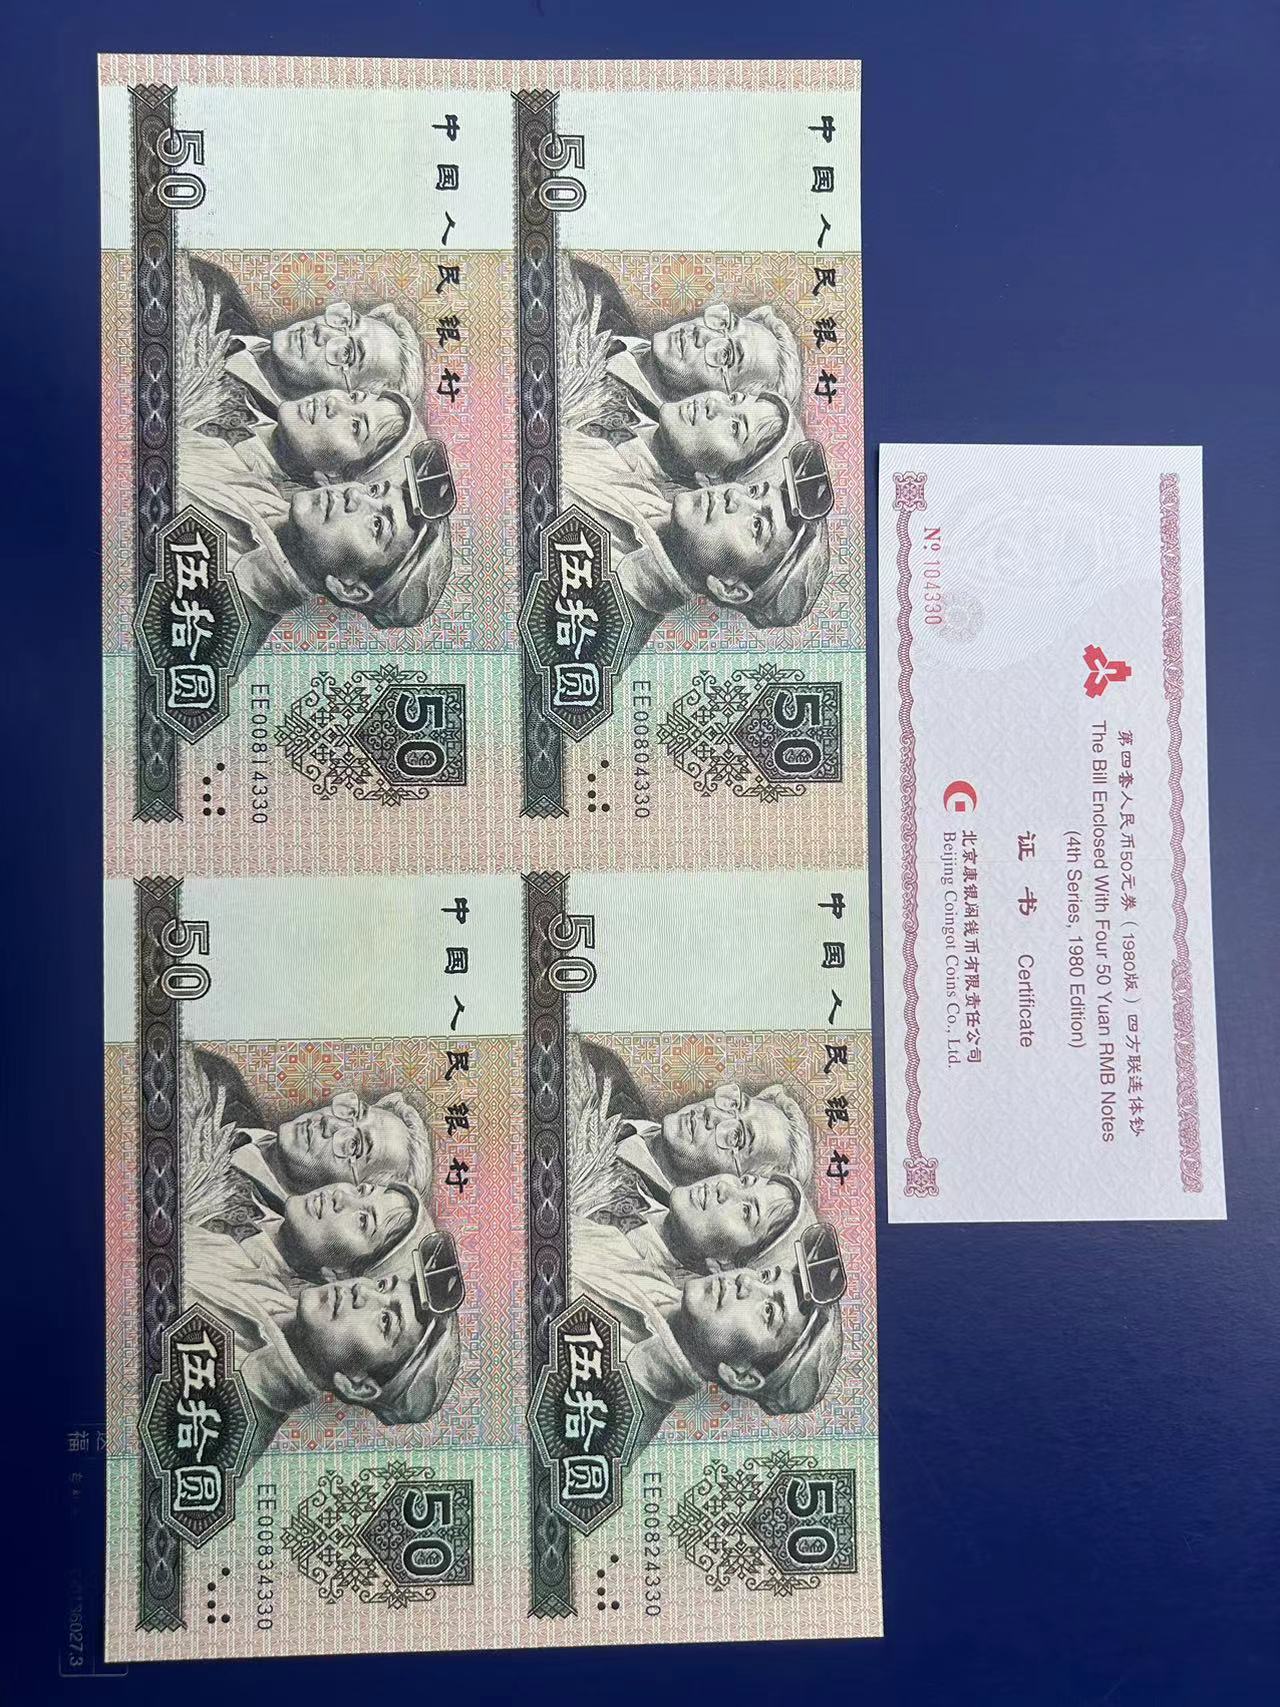 中国人民银行
50
伍拾圆
50
EE00804330
中国人民银行
50
伍拾圆
50
EE00824330
中国人民银行
50
伍拾圆
50
EE00814330
中国人民银行
50
伍拾圆
50
EE00834330
第四套人民币50元券（1980版）四方联连体钞
The Bill Enclosed With Four 50 Yuan RMB Notes
(4th Series, 1980 Edition)
证书 Certificate
北京康银阁钱币有限责任公司
Beijing Coingot Coins Co., Ltd.
Nº:104330
福